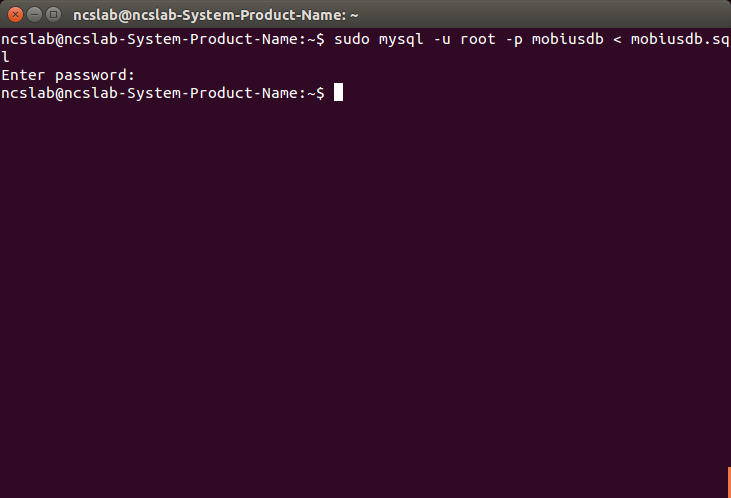 ncslab@ncslab-System-Product-Name: ~
ncslab@ncslab-System-Product-Name:~$ sudo mysql -u root -p mobiusdb < mobiusdb.sq
l
Enter password:
ncslab@ncslab-System-Product-Name:~$